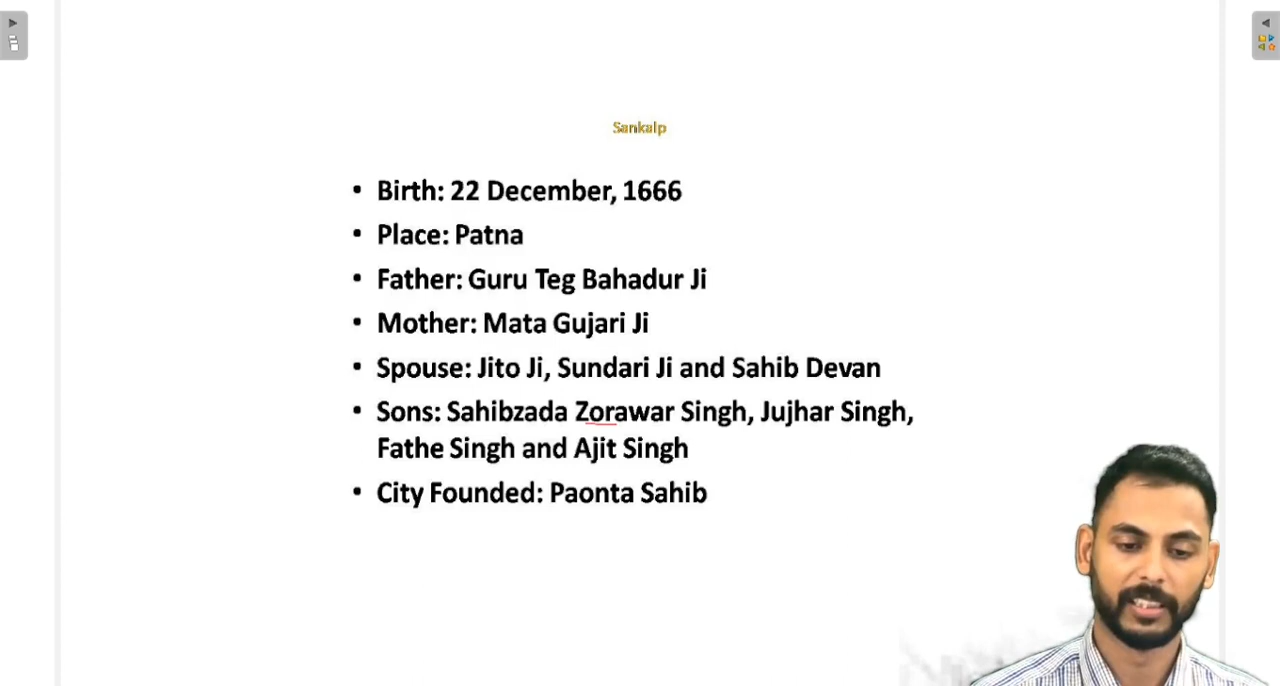 Sankalp
• Birth: 22 December, 1666
• Place: Patna
• Father: Guru Teg Bahadur Ji
• Mother: Mata Gujari Ji
• Spouse: Jito Ji, Sundari Ji and Sahib Devan
• Sons: Sahibzada Zorawar Singh, Jujhar Singh,
Fathe Singh and Ajit Singh
• City Founded: Paonta Sahib